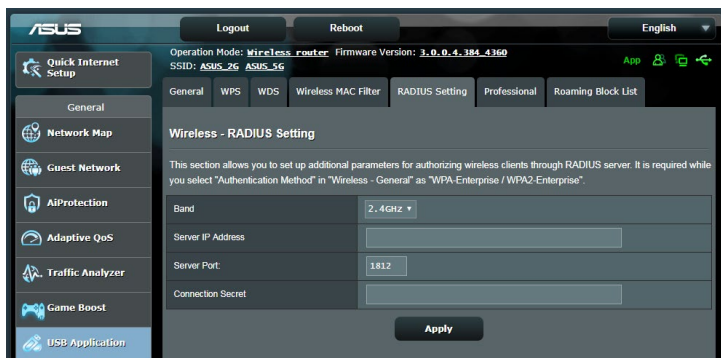 ASUS
Logout Reboot English
Quick Internet Setup
Operation Mode: Wireless router Firmware Version: 3.0.0.4.384_4360
SSID: ASUS_2G ASUS_5G
App
General WPS WDS Wireless MAC Filter RADIUS Setting Professional Roaming Block List
General
Network Map
Guest Network
AiProtection
Adaptive QoS
Traffic Analyzer
Game Boost
USB Application
Wireless - RADIUS Setting
This section allows you to set up additional parameters for authorizing wireless clients through RADIUS server. It is required while
you select "Authentication Method" in "Wireless - General" as "WPA-Enterprise / WPA2-Enterprise".
Band 2.4GHz
Server IP Address
Server Port: 1812
Connection Secret
Apply